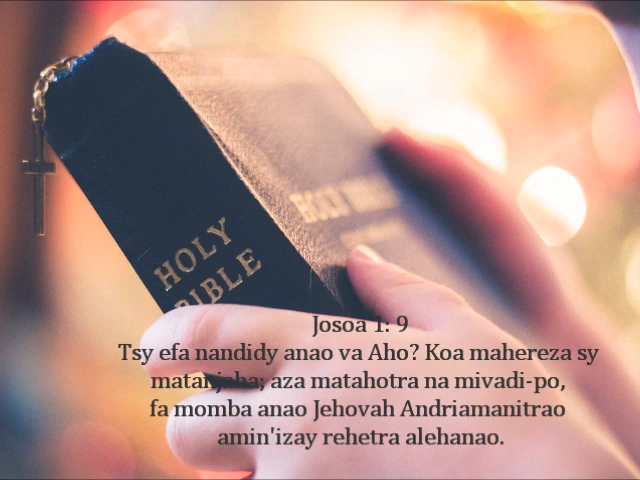 HOLY
BIBLE
HOLY BIBLE
Josoa 1: 9
Tsy efa nandidy anao va Aho? Koa mahereza sy
matanjaha; aza matahotra na mivadi-po,
fa momba anao Jehovah Andriamanitrao
amin'izay rehetra alehanao.